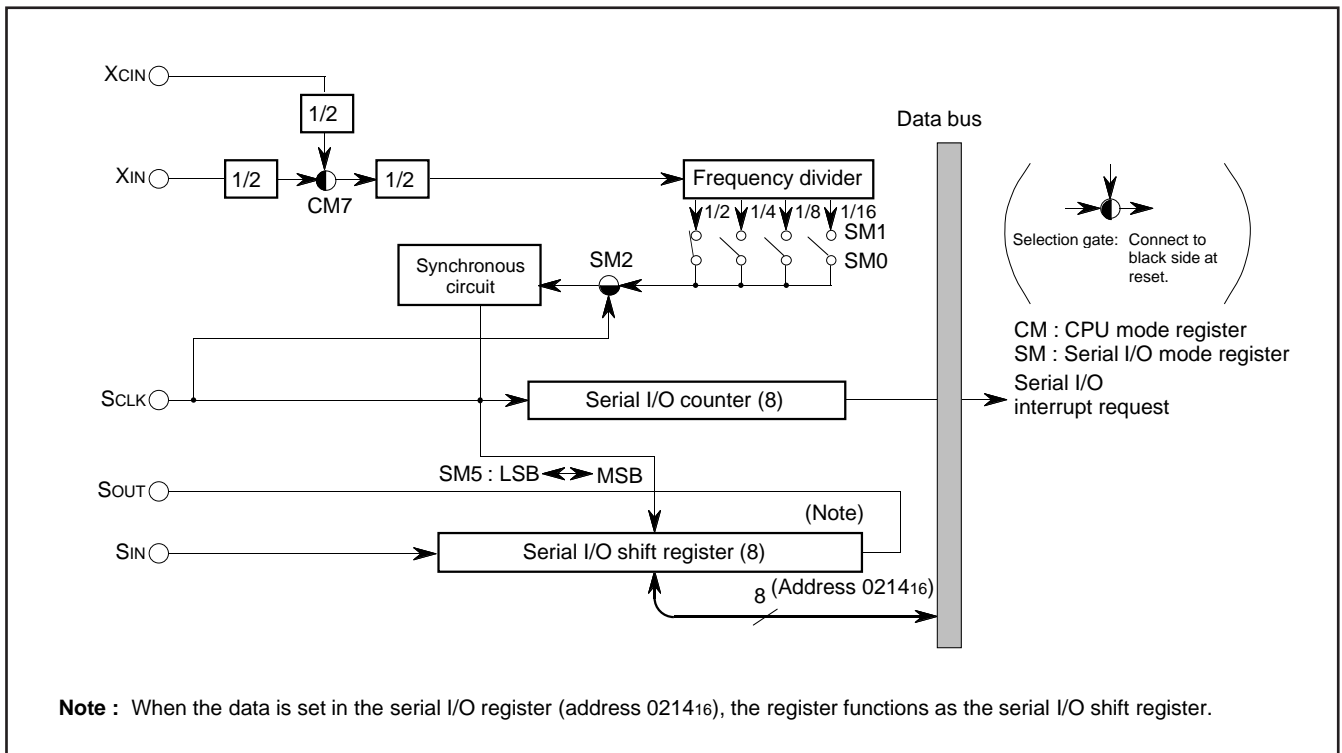 XCIN
1/2
Data bus
XIN
1/2
1/2
Frequency divider
CM7
1/2
1/4
1/8
1/16
SM1
SM0
Selection gate: Connect to
black side at
reset.
Synchronous
circuit
SM2
CM : CPU mode register
SM : Serial I/O mode register
SCLK
Serial I/O counter (8)
Serial I/O
interrupt request
SM5 : LSB
MSB
SOUT
(Note)
SIN
Serial I/O shift register (8)
8
(Address 021416)
Note : When the data is set in the serial I/O register (address 021416), the register functions as the serial I/O shift register.